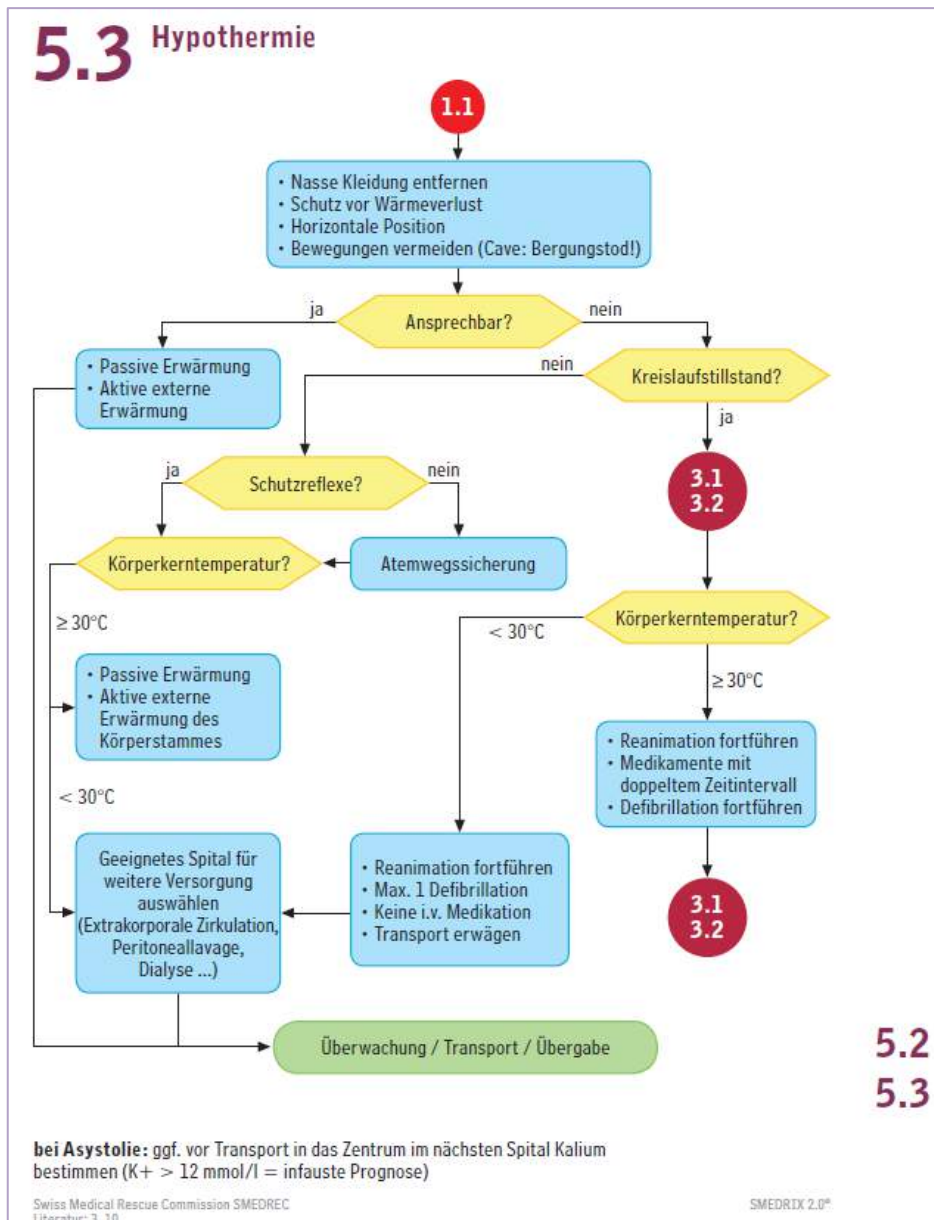 5.3 Hypothermie
1.1
• Nasse Kleidung entfernen
• Schutz vor Wärmeverlust
• Horizontale Position
• Bewegungen vermeiden (Cave: Bergungstod!)
ja
Ansprechbar?
nein
• Passive Erwärmung
• Aktive externe
Erwärmung
nein
Kreislaufstillstand?
ja
ja
Schutzreflexe?
nein
3.1
3.2
Körperkerntemperatur?
Atemwegssicherung
≥ 30°C
< 30°C
Körperkerntemperatur?
≥ 30°C
• Passive Erwärmung
• Aktive externe
Erwärmung des
Körperstammes
• Reanimation fortführen
• Medikamente mit
doppeltem Zeitintervall
• Defibrillation fortführen
< 30°C
Geeignetes Spital für
weitere Versorgung
auswählen
(Extrakorporale Zirkulation,
Peritoneallavage,
Dialyse ...)
• Reanimation fortführen
• Max. 1 Defibrillation
• Keine i.v. Medikation
• Transport erwägen
3.1
3.2
Überwachung / Transport / Übergabe
5.2
5.3
bei Asystolie: ggf. vor Transport in das Zentrum im nächsten Spital Kalium
bestimmen (K+ > 12 mmol/l = infauste Prognose)
Swiss Medical Rescue Commission SMEDREC
SMEDRIX 2.0®
Literatur: 3, 10